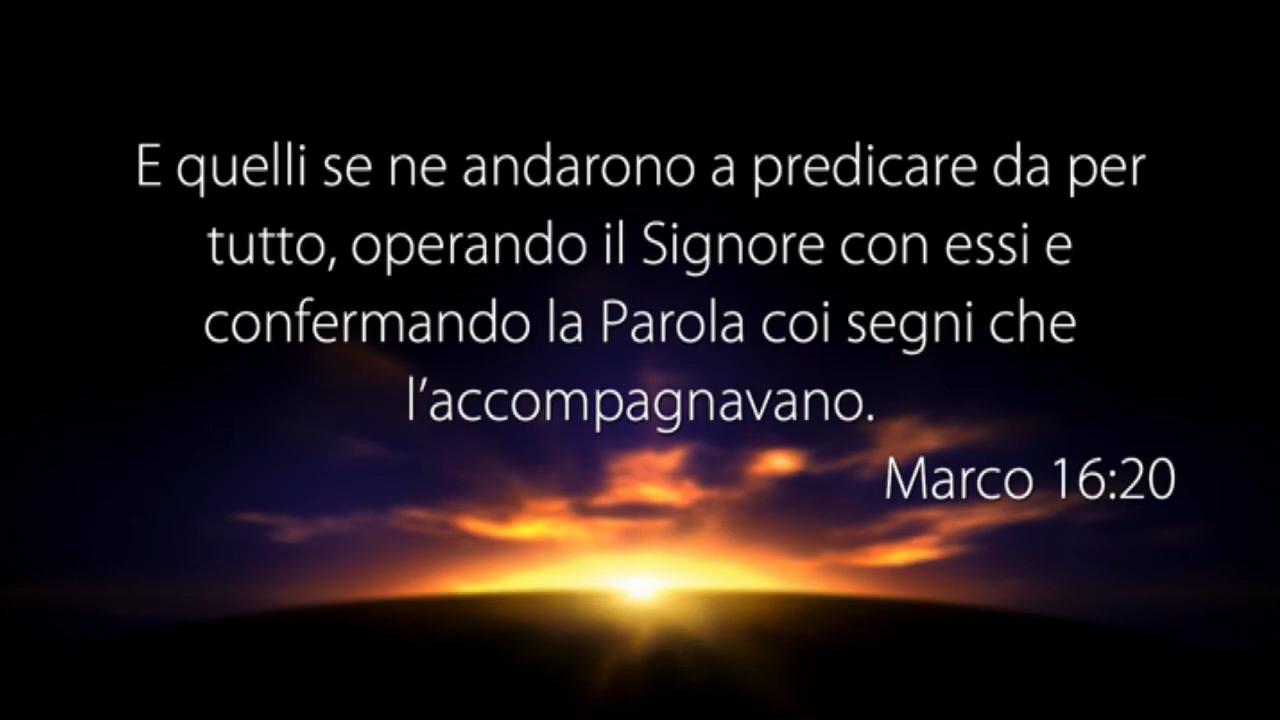 E quelli se ne andarono a predicare da per
tutto, operando il Signore con essi e
confermando la Parola coi segni che
l’accompagnavano.
Marco 16:20